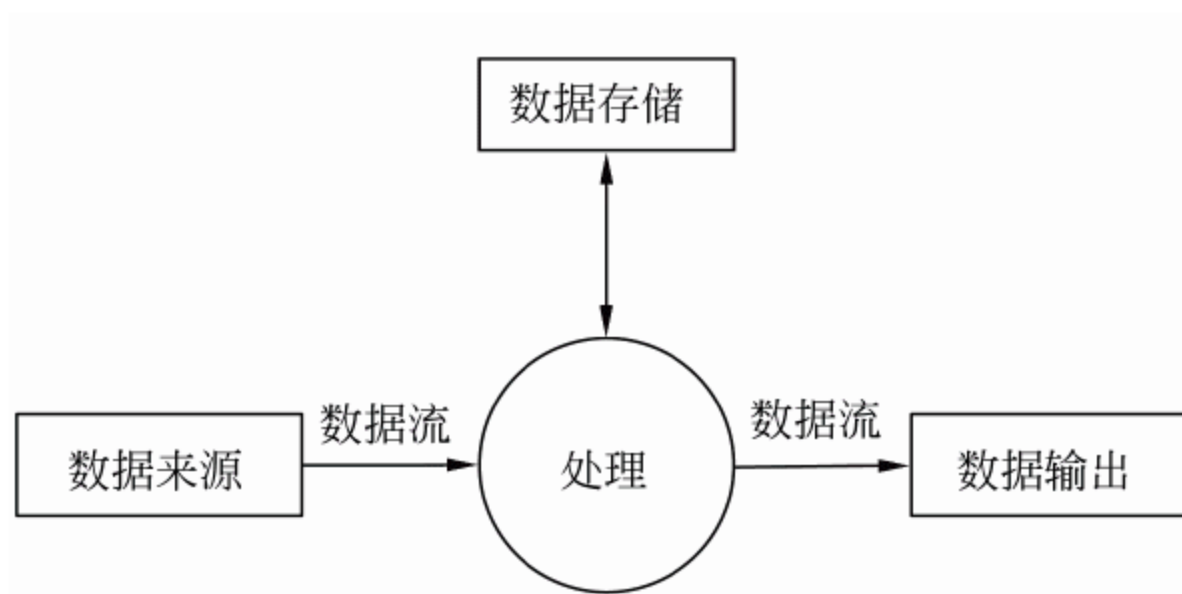 数据存储
数据流
数据流
数据来源
处理
数据输出